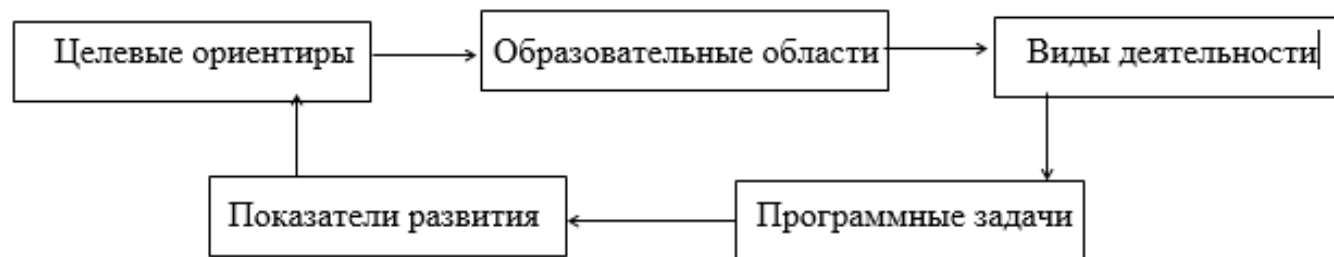 Целевые ориентиры
Образовательные области
Виды деятельности
Показатели развития
Программные задачи